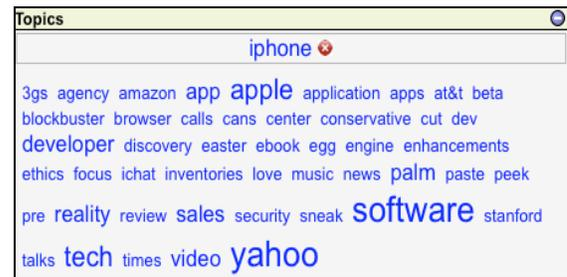 Topics
iphone
3gs agency amazon app apple application apps at&t beta
blockbuster browser calls cans center conservative cut dev
developer discovery easter ebook egg engine enhancements
ethics focus ichat inventories love music news palm paste peek
pre reality review sales security sneak software stanford
talks tech times video yahoo